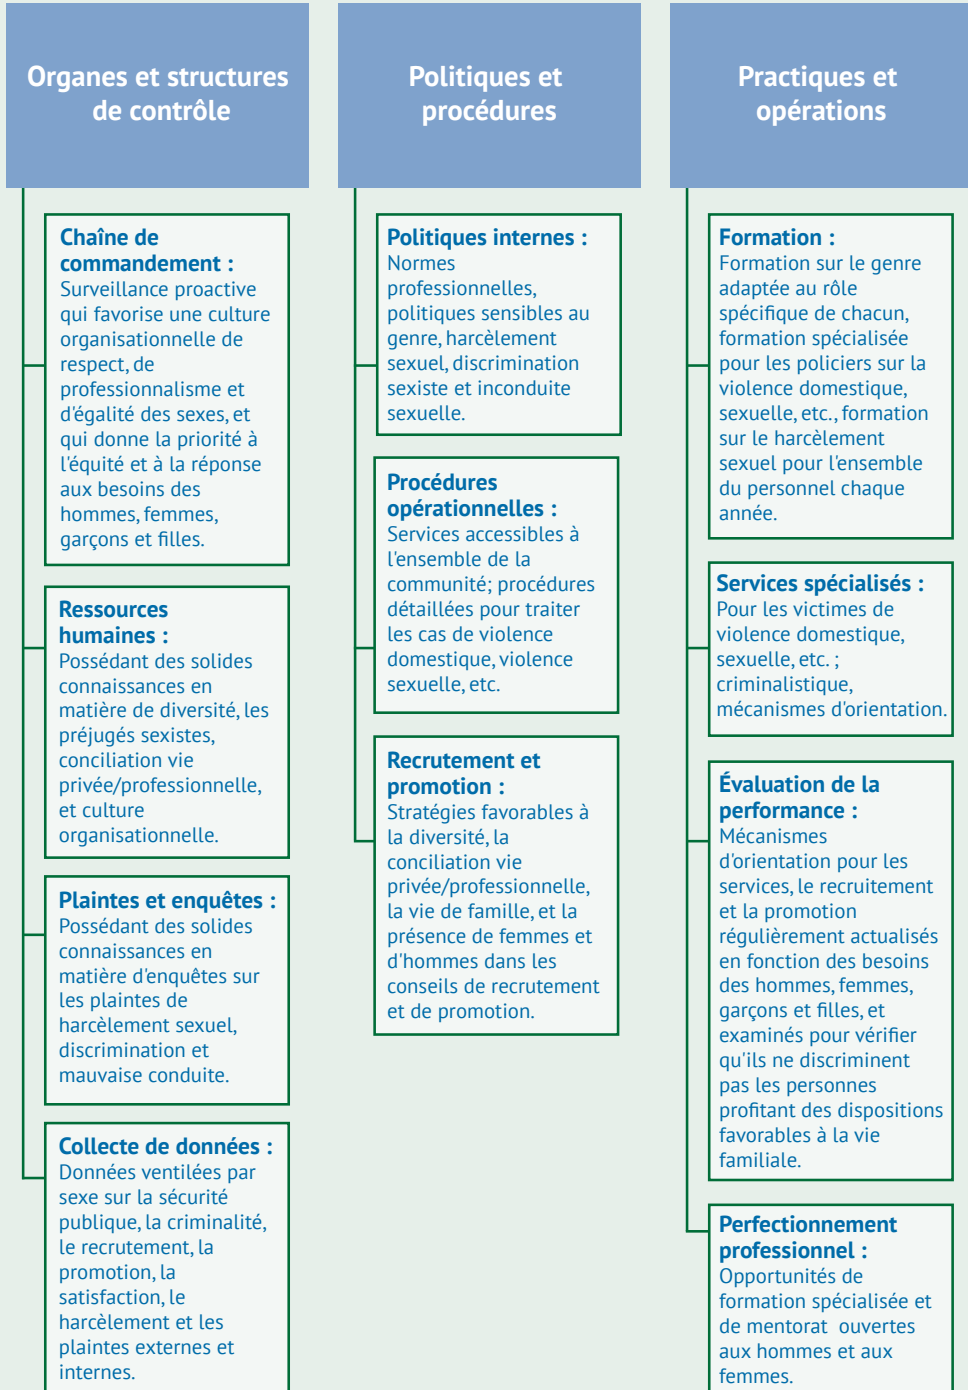 Organes et structures
de contrôle
Chaîne de
commandement :
Surveillance proactive
qui favorise une culture
organisationnelle de
respect, de
professionnalisme et
d'égalité des sexes, et
qui donne la priorité à
l'équité et à la réponse
aux besoins des
hommes, femmes,
garçons et filles.
Ressources
humaines :
Possédant des solides
connaissances en
matière de diversité, les
préjugés sexistes,
conciliation vie
privée/professionnelle,
et culture
organisationnelle.
Plaintes et enquêtes :
Possédant des solides
connaissances en
matière d'enquêtes sur
les plaintes de
harcèlement sexuel,
discrimination et
mauvaise conduite.
Collecte de données :
Données ventilées par
sexe sur la sécurité
publique, la criminalité,
le recrutement, la
promotion, la
satisfaction, le
harcèlement et les
plaintes externes et
internes.
Politiques et
procédures
Politiques internes :
Normes
professionnelles,
politiques sensibles au
genre, harcèlement
sexuel, discrimination
sexiste et inconduite
sexuelle.
Procédures
opérationnelles :
Services accessibles à
l'ensemble de la
communité; procédures
détaillées pour traiter
les cas de violence
domestique, violence
sexuelle, etc.
Recrutement et
promotion :
Stratégies favorables à
la diversité, la
conciliation vie
privée/professionnelle,
la vie de famille, et la
présence de femmes et
d'hommes dans les
conseils de recrutement
et de promotion.
Practiques et
opérations
Formation :
Formation sur le genre
adaptée au rôle
spécifique de chacun,
formation spécialisée
pour les policiers sur la
violence domestique,
sexuelle, etc., formation
sur le harcèlement
sexuel pour l'ensemble
du personnel chaque
année.
Services spécialisés :
Pour les victimes de
violence domestique,
sexuelle, etc. ;
criminalistique,
mécanismes d'orientation.
Évaluation de la
performance :
Mécanismes
d'orientation pour les
services, le recruitement
et la promotion
régulièrement actualisés
en fonction des besoins
des hommes, femmes,
garçons et filles, et
examinés pour vérifier
qu'ils ne discriminent
pas les personnes
profitant des dispositions
favorables à la vie
familiale.
Perfectionnement
professionnel :
Opportunités de
formation spécialisée et
de mentorat ouvertes
aux hommes et aux
femmes.